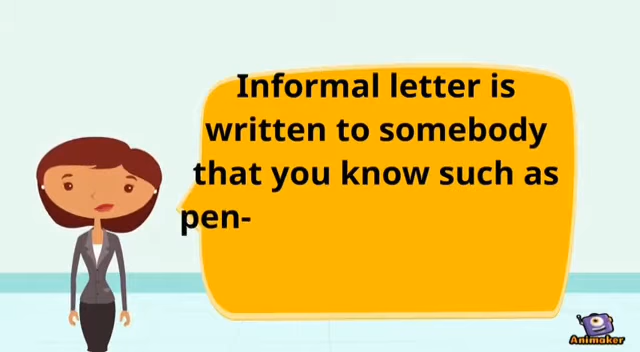 Informal letter is
written to somebody
that you know such as
pen-
Animaker